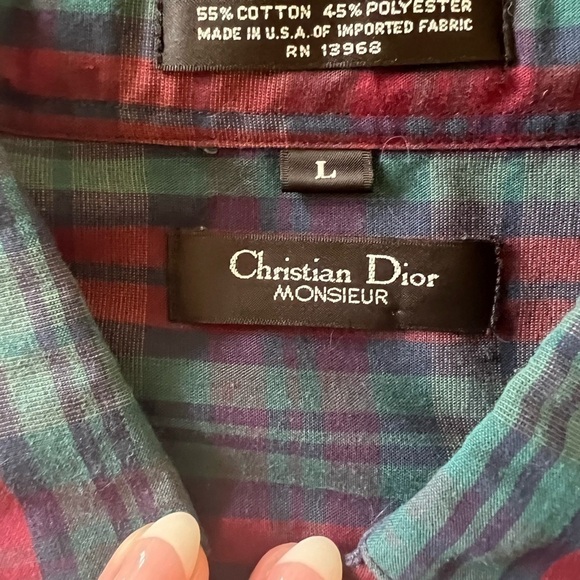 55% COTTON 45% POLYESTER
MADE IN U.S.A. OF IMPORTED FABRIC
RN 13968
L
Christian Dior
MONSIEUR